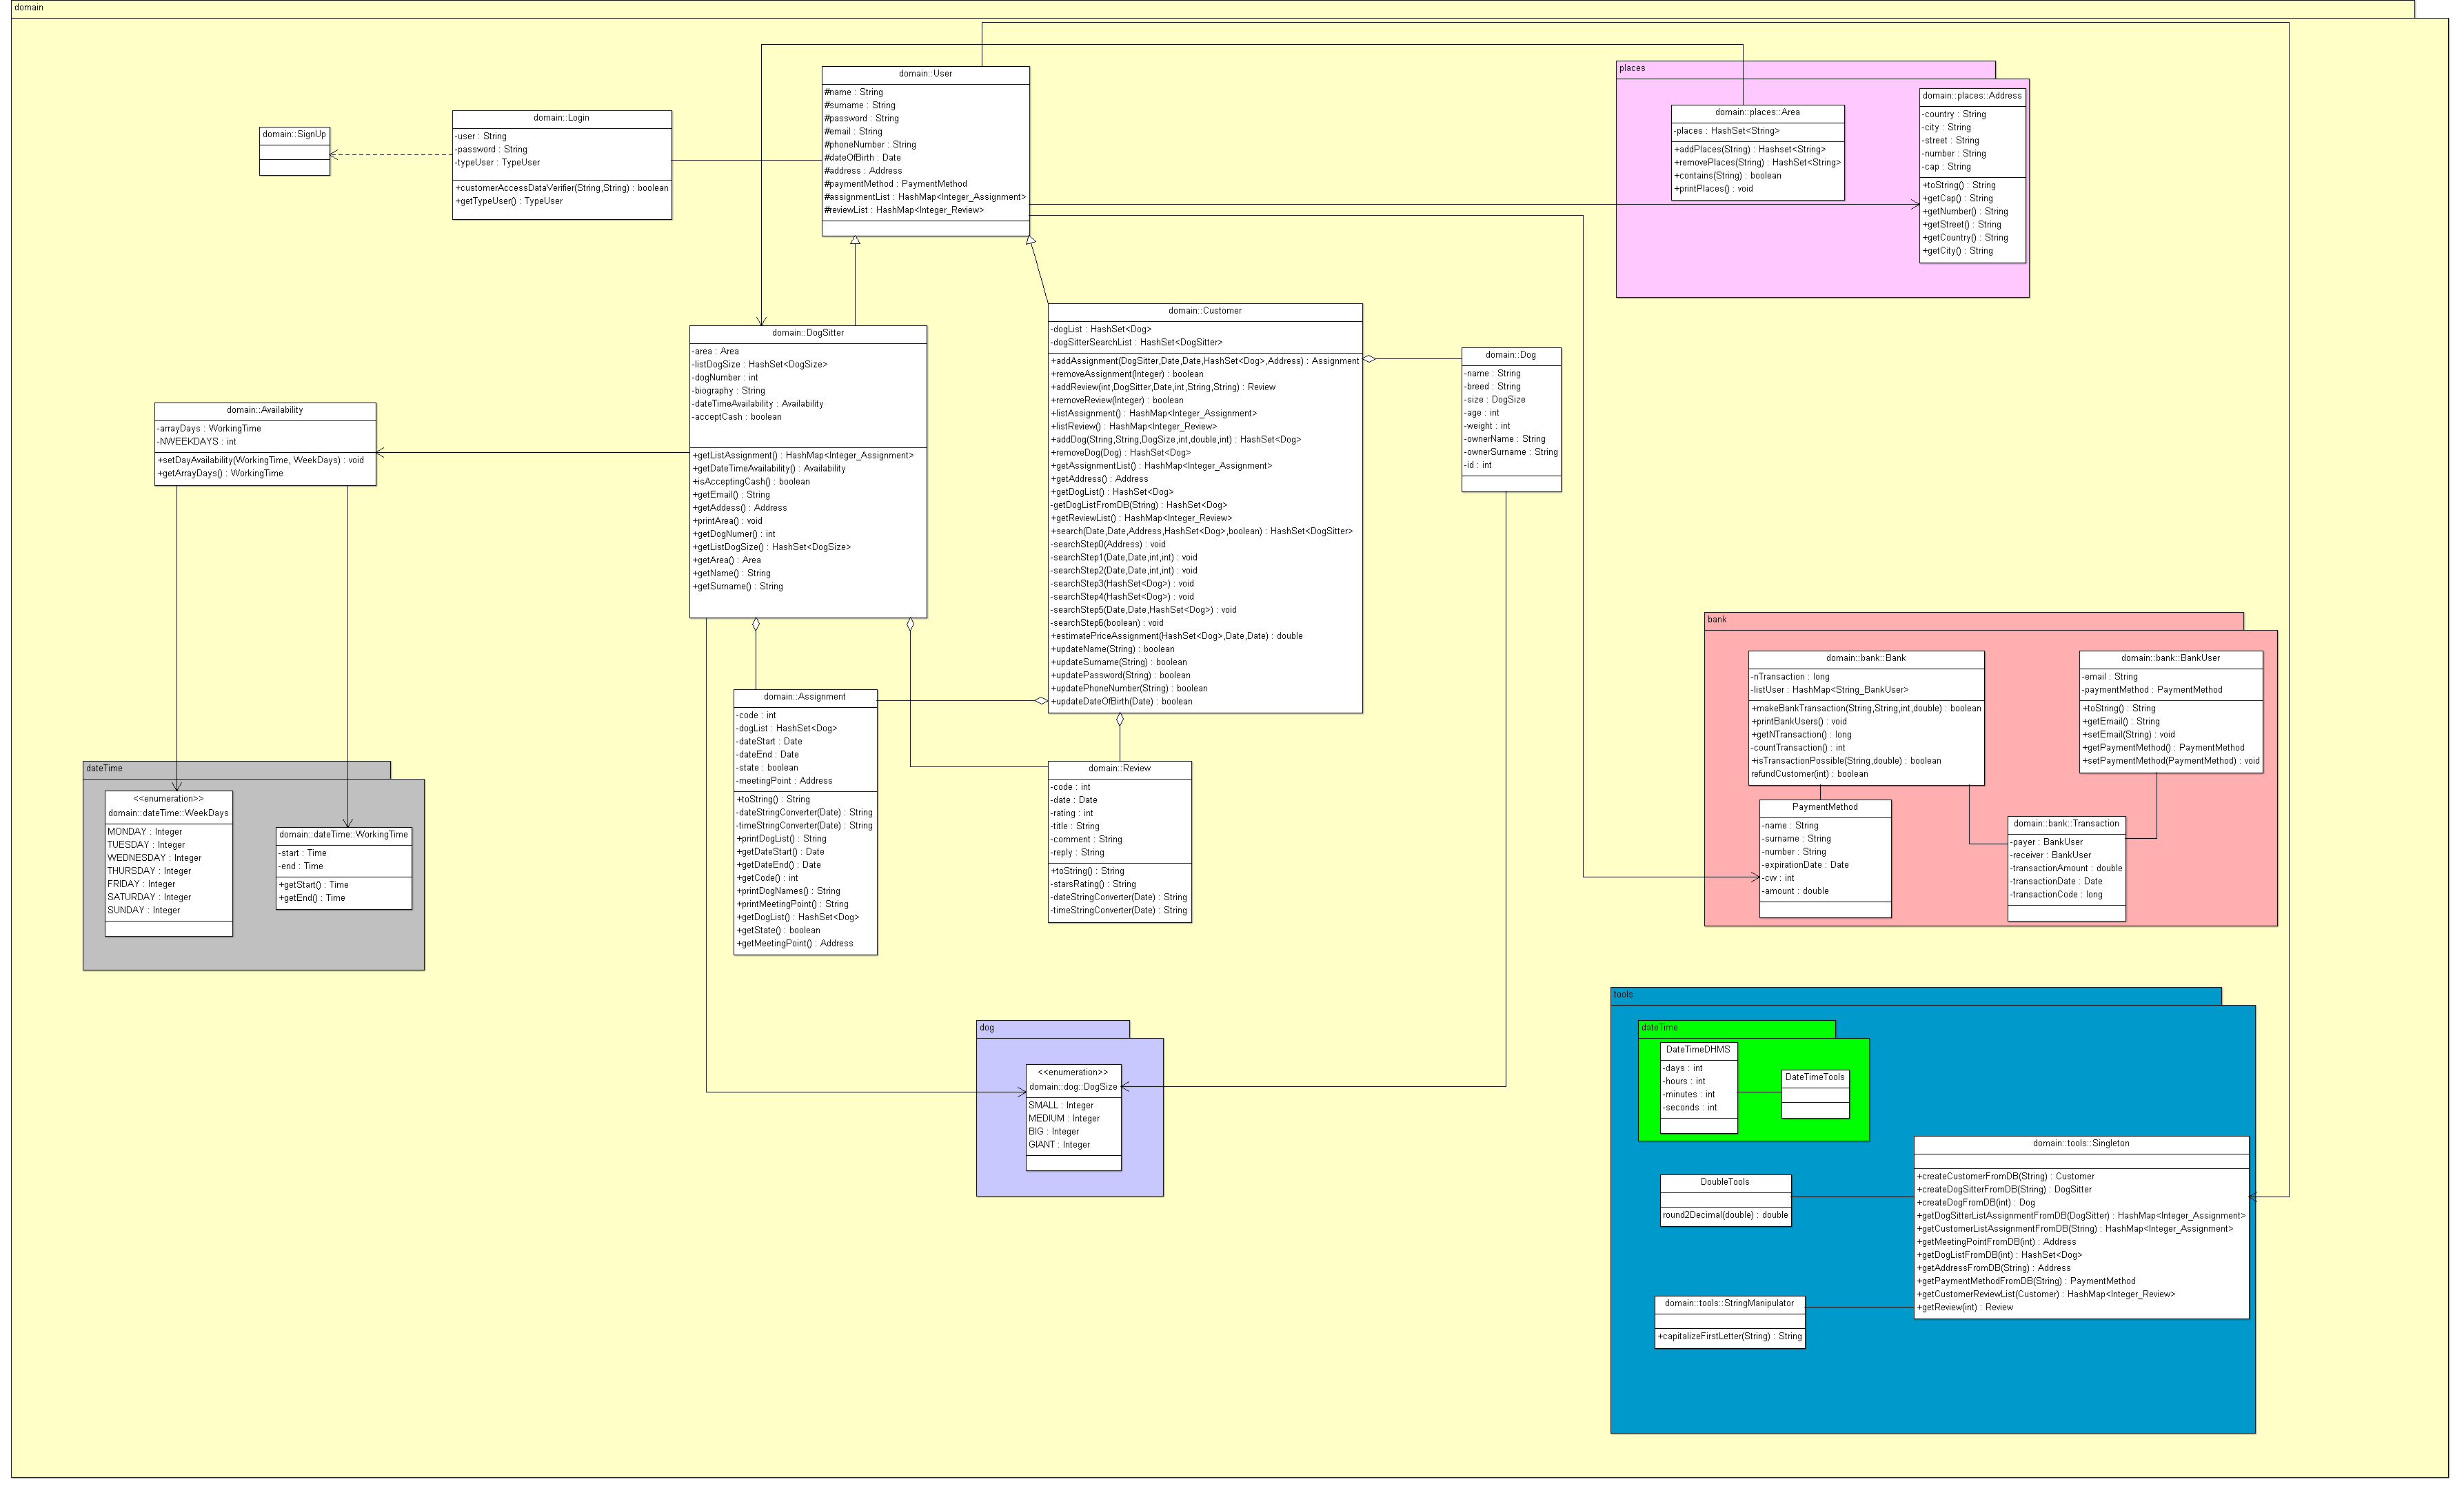 domain
domain::User
#name : String
#surname : String
#password : String
#email : String
#phoneNumber : String
#dateOfBirth : Date
#address : Address
#paymentMethod : PaymentMethod
#assignmentList : HashMap<Integer_Assignment>
#reviewList : HashMap<Integer_Review>
domain::SignUp
domain::Login
-user : String
-password : String
-typeUser : TypeUser
+customerAccessDataVerifier(String,String) : boolean
+getTypeUser() : TypeUser
places
domain::places::Area
-places : HashSet<String>
+addPlaces(String) : Hashset<String>
+removePlaces(String) : HashSet<String>
+contains(String) : boolean
+printPlaces() : void
domain::places::Address
-country : String
-city : String
-street : String
-number : String
-cap : String
+toString() : String
+getCap() : String
+getNumber() : String
+getStreet() : String
+getCountry() : String
+getCity() : String
domain::DogSitter
-area : Area
-listDogSize : HashSet<DogSize>
-dogNumber : int
-biography : String
-dateTimeAvailability : Availability
-acceptCash : boolean
+getListAssignment() : HashMap<Integer_Assignment>
+getDateTimeAvailability() : Availability
+isAcceptingCash() : boolean
+getEmail() : String
+getAddess() : Address
+printArea() : void
+getDogNumer() : int
+getListDogSize() : HashSet<DogSize>
+getArea() : Area
+getName() : String
+getSurname() : String
domain::Customer
-dogList : HashSet<Dog>
-dogSitterSearchList : HashSet<DogSitter>
+addAssignment(DogSitter,Date,Date,HashSet<Dog>,Address) : Assignment
+removeAssignment(Integer) : boolean
+addReview(int,DogSitter,Date,int,String,String) : Review
+removeReview(Integer) : boolean
+listAssignment() : HashMap<Integer_Assignment>
+listReview() : HashMap<Integer_Review>
+addDog(String,String,DogSize,int,double,int) : HashSet<Dog>
+removeDog(Dog) : HashSet<Dog>
+getAssignmentList() : HashMap<Integer_Assignment>
+getAddress() : Address
+getDogList() : HashSet<Dog>
-getDogListFromDB(String) : HashSet<Dog>
+getReviewList() : HashMap<Integer_Review>
+search(Date,Date,Address,HashSet<Dog>,boolean) : HashSet<DogSitter>
-searchStep0(Address) : void
-searchStep1(Date,Date,int,int) : void
-searchStep2(Date,Date,int,int) : void
-searchStep3(HashSet<Dog>) : void
-searchStep4(HashSet<Dog>) : void
-searchStep5(Date,Date,HashSet<Dog>) : void
-searchStep6(boolean) : void
+estimatePriceAssignment(HashSet<Dog>,Date,Date) : double
+updateName(String) : boolean
+updateSurname(String) : boolean
+updatePassword(String) : boolean
+updatePhoneNumber(String) : boolean
+updateDateOfBirth(Date) : boolean
domain::Dog
-name : String
-breed : String
-size : DogSize
-age : int
-weight : int
-ownerName : String
-ownerSurname : String
-id : int
domain::Availability
-arrayDays : WorkingTime
-NWEEKDAYS : int
+setDayAvailability(WorkingTime, WeekDays) : void
+getArrayDays() : WorkingTime
bank
domain::bank::Bank
-nTransaction : long
-listUser : HashMap<String_BankUser>
+makeBankTransaction(String,String,int,double) : boolean
+printBankUsers() : void
+getNTransaction() : long
-countTransaction() : int
+isTransactionPossible(String,double) : boolean
refundCustomer(int) : boolean
domain::bank::BankUser
-email : String
-paymentMethod : PaymentMethod
+toString() : String
+getEmail() : String
+setEmail(String) : void
+getPaymentMethod() : PaymentMethod
+setPaymentMethod(PaymentMethod) : void
PaymentMethod
-name : String
-surname : String
-number : String
-expirationDate : Date
-cvv : int
-amount : double
domain::bank::Transaction
-payer : BankUser
-receiver : BankUser
-transactionAmount : double
-transactionDate : Date
-transactionCode : long
domain::Assignment
-code : int
-dogList : HashSet<Dog>
-dateStart : Date
-dateEnd : Date
-state : boolean
-meetingPoint : Address
+toString() : String
-dateStringConverter(Date) : String
-timeStringConverter(Date) : String
+printDogList() : String
+getDateStart() : Date
+getDateEnd() : Date
+getCode() : int
+printDogNames() : String
+printMeetingPoint() : String
+getDogList() : HashSet<Dog>
+getState() : boolean
+getMeetingPoint() : Address
domain::Review
-code : int
-date : Date
-rating : int
-title : String
-comment : String
-reply : String
+toString() : String
-starsRating() : String
-dateStringConverter(Date) : String
-timeStringConverter(Date) : String
dateTime
<<enumeration>>
domain::dateTime::WeekDays
MONDAY : Integer
TUESDAY : Integer
WEDNESDAY : Integer
THURSDAY : Integer
FRIDAY : Integer
SATURDAY : Integer
SUNDAY : Integer
domain::dateTime::WorkingTime
-start : Time
-end : Time
+getStart() : Time
+getEnd() : Time
dog
<<enumeration>>
domain::dog::DogSize
SMALL : Integer
MEDIUM : Integer
BIG : Integer
GIANT : Integer
tools
dateTime
DateTimeDHMS
-days : int
-hours : int
-minutes : int
-seconds : int
DateTimeTools
DoubleTools
round2Decimal(double) : double
domain::tools::StringManipulator
+capitalizeFirstLetter(String) : String
domain::tools::Singleton
+createCustomerFromDB(String) : Customer
+createDogSitterFromDB(String) : DogSitter
+createDogFromDB(int) : Dog
+getDogSitterListAssignmentFromDB(DogSitter) : HashMap<Integer_Assignment>
+getCustomerListAssignmentFromDB(String) : HashMap<Integer_Assignment>
+getMeetingPointFromDB(int) : Address
+getDogListFromDB(int) : HashSet<Dog>
+getAddressFromDB(String) : Address
+getPaymentMethodFromDB(String) : PaymentMethod
+getCustomerReviewList(Customer) : HashMap<Integer_Review>
+getReview(int) : Review